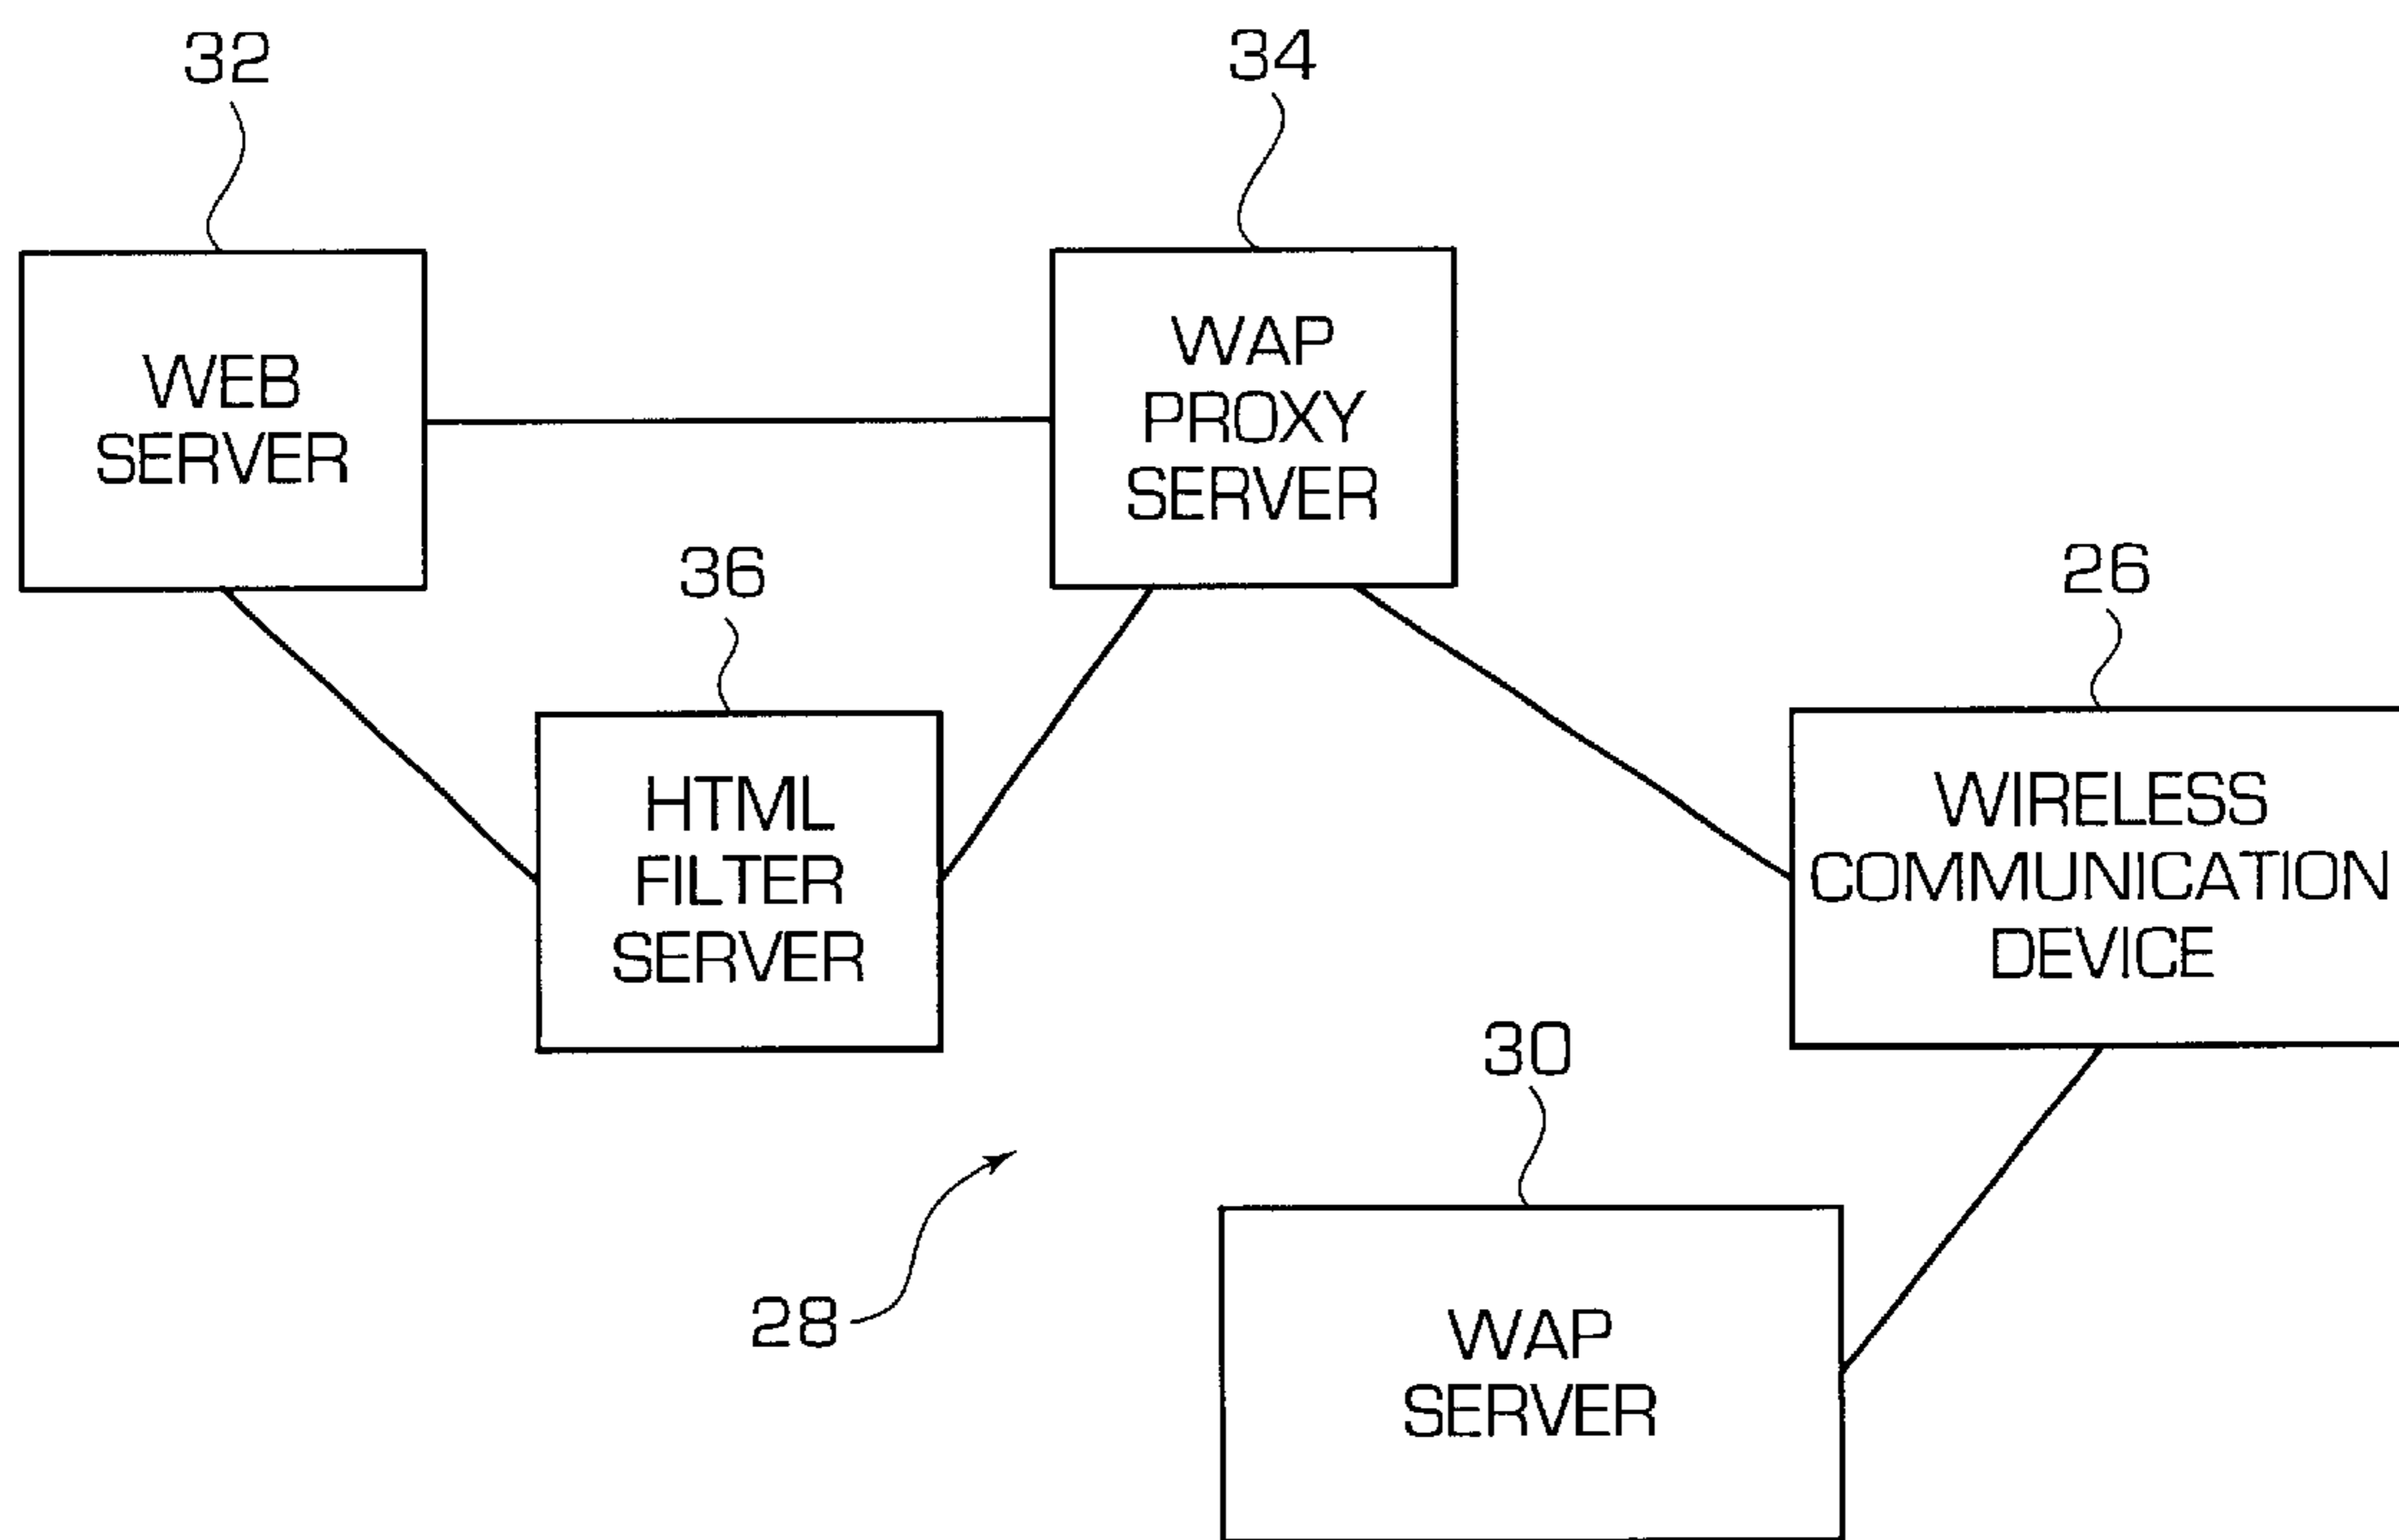 32
34
WEB
SERVER
WAP
PROXY
SERVER
36
26
HTML
FILTER
SERVER
WIRELESS
COMMUNICATION
DEVICE
30
28
WAP
SERVER